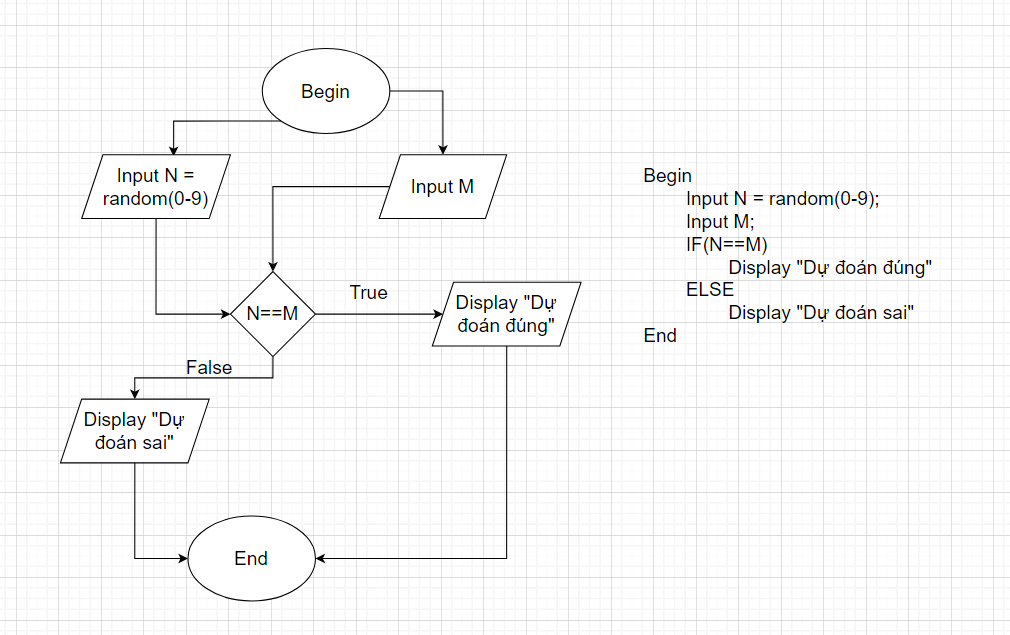 Begin
Input N =
random(0-9)
Input M
N==M
True
Display "Dự
đoán đúng"
False
Display "Dự
đoán sai"
End
Begin
Input N = random(0-9);
Input M;
IF(N==M)
Display "Dự đoán đúng"
ELSE
Display "Dự đoán sai"
End